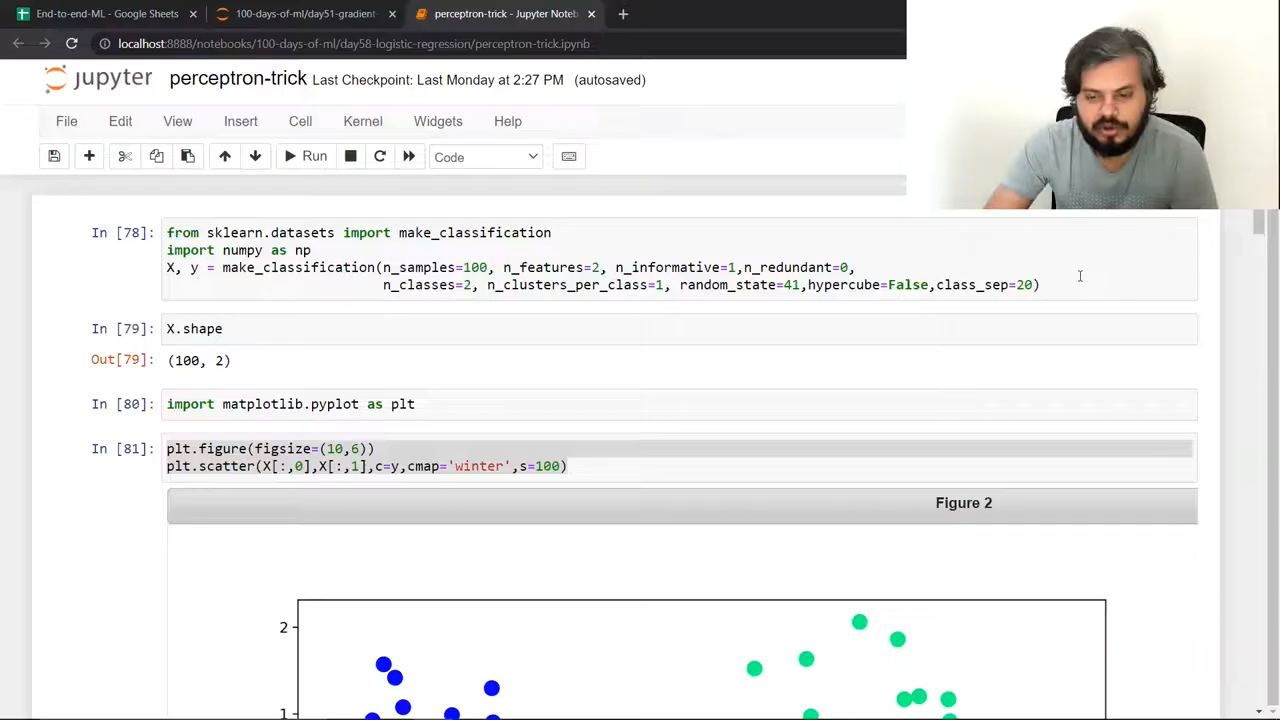 End-to-end-ML - Google Sheets
100-days-of-ml/day51-gradient-
perceptron-trick - Jupyter Noteb
localhost:8888/notebooks/100-days-of-ml/day58-logistic-regression/perceptron-trick.ipynb
jupyter perceptron-trick Last Checkpoint: Last Monday at 2:27 PM (autosaved)
File Edit View Insert Cell Kernel Widgets Help
Run Code
In [78]: from sklearn.datasets import make_classification
import numpy as np
X, y = make_classification(n_samples=100, n_features=2, n_informative=1,n_redundant=0,
n_classes=2, n_clusters_per_class=1, random_state=41,hypercube=False,class_sep=20)
In [79]: X.shape
Out[79]: (100, 2)
In [80]: import matplotlib.pyplot as plt
In [81]: plt.figure(figsize=(10,6))
plt.scatter(X[:,0],X[:,1],c=y,cmap='winter',s=100)
Figure 2
2
1